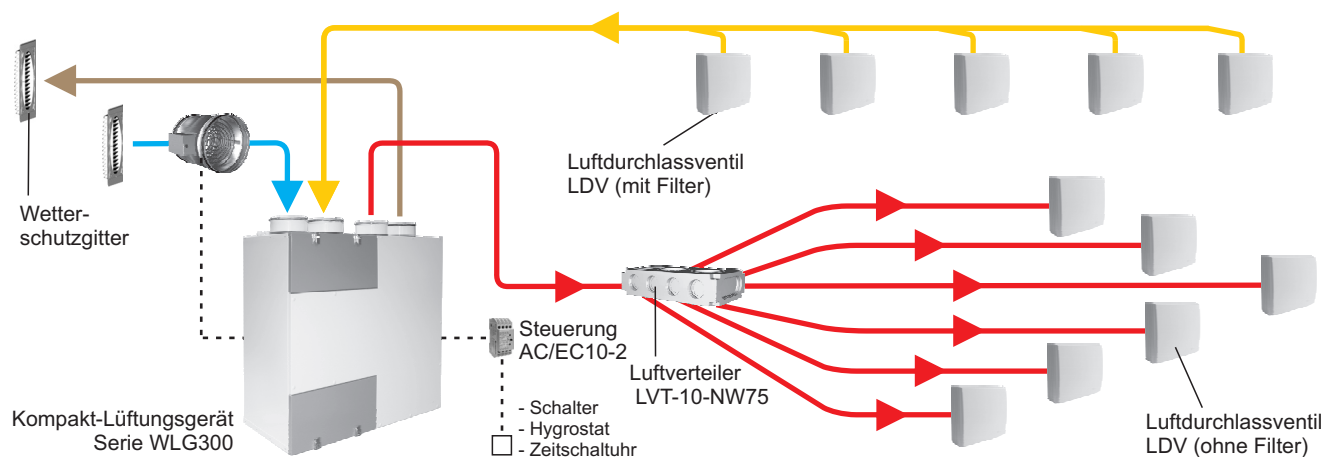 Luftdurchlassventil
LDV (mit Filter)
Wetter-
schutzgitter
Steuerung
AC/EC10-2
Luftverteiler
LVT-10-NW75
Kompakt-Lüftungsgerät
Serie WLG300
- Schalter
- Hygrostat
- Zeitschaltuhr
Luftdurchlassventil
LDV (ohne Filter)